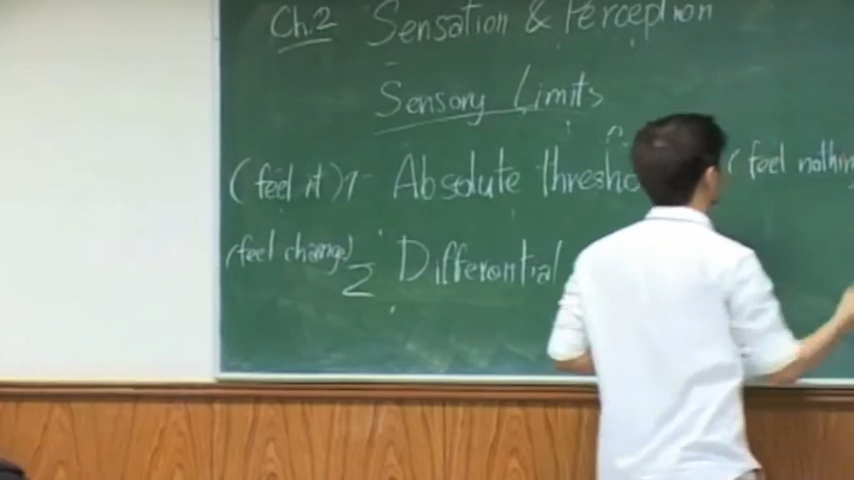 Ch.2 Sensation & Perception
Sensory Limits
(feel it) 1- Absolute thresho (feel nothing
(feel change) 2 Differential